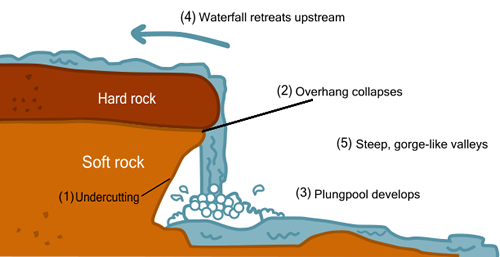 (4) Waterfall retreats upstream
Hard rock
(2) Overhang collapses
(5) Steep, gorge-like valleys
Soft rock
(1) Undercutting
(3) Plungpool develops